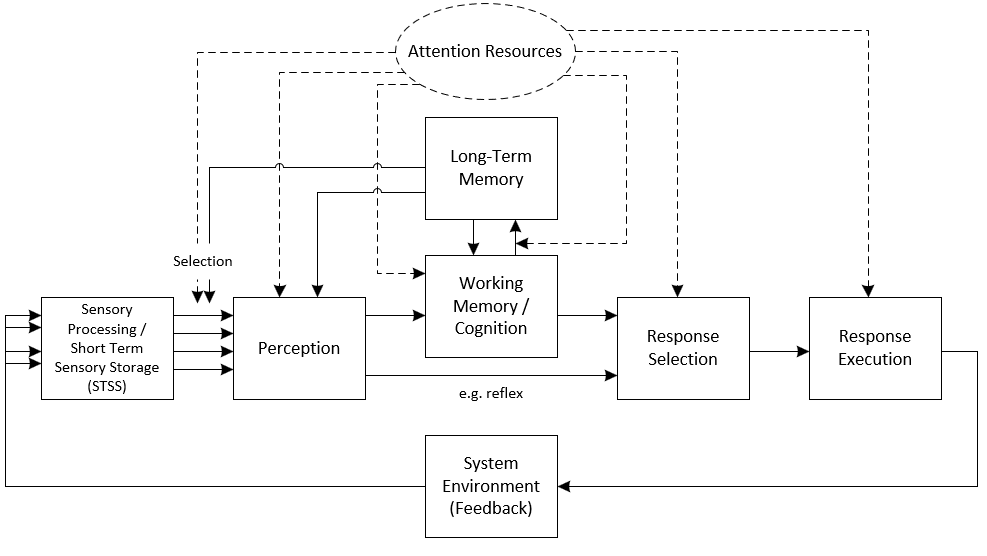 Attention Resources
Long-Term
Memory
Selection
Sensory
Processing /
Short Term
Sensory Storage
(STSS)
Perception
Working
Memory /
Cognition
Response
Selection
Response
Execution
e.g. reflex
System
Environment
(Feedback)